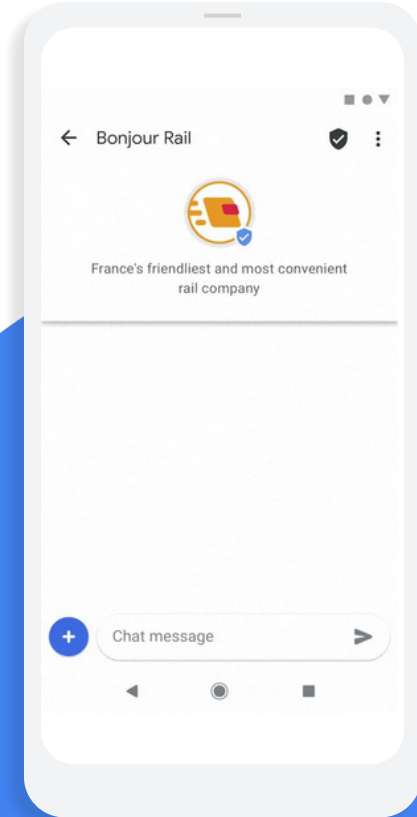 Bonjour Rail
France's friendliest and most convenient
rail company
Chat message